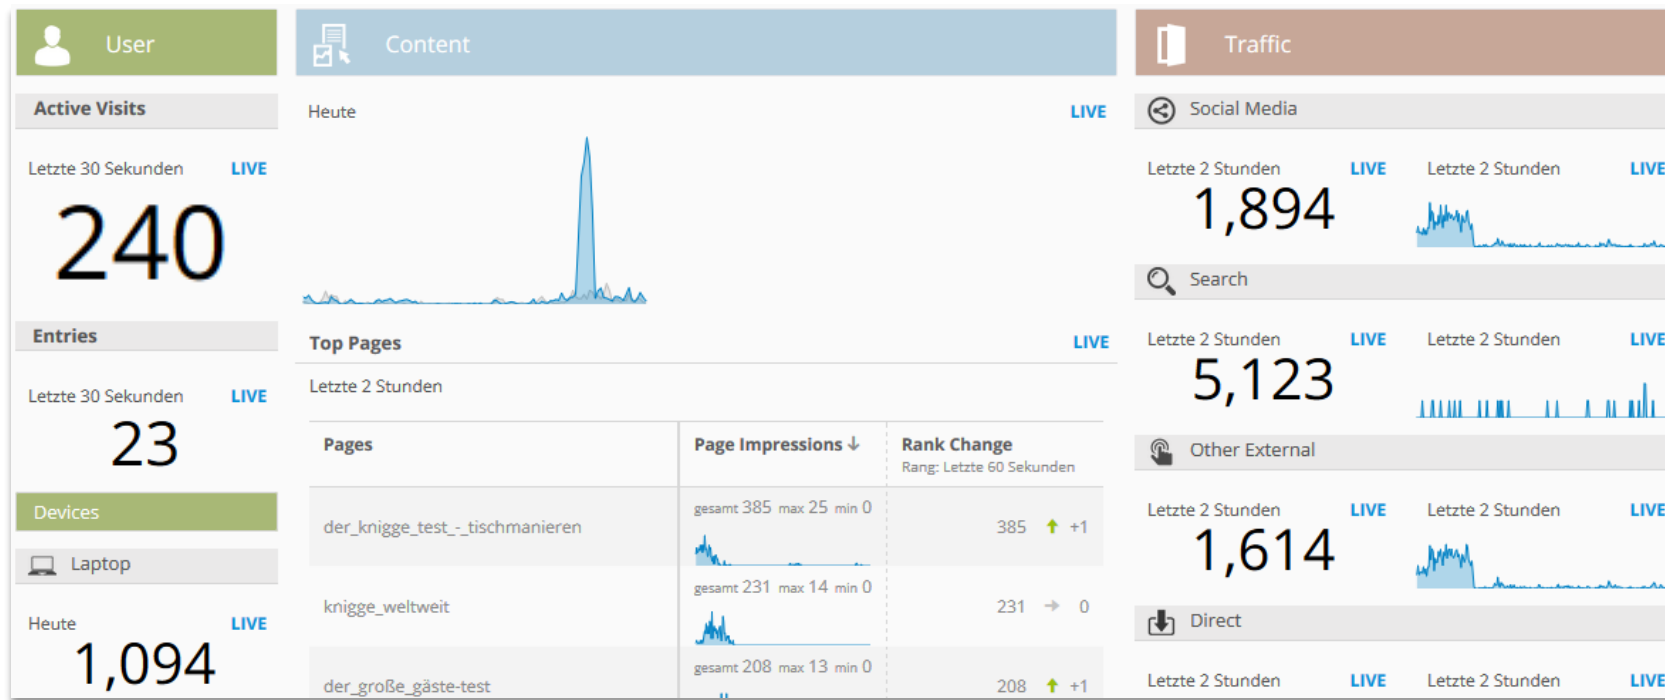 User
Active Visits
Letzte 30 Sekunden LIVE
240
Entries
Letzte 30 Sekunden LIVE
23
Devices
Laptop
Heute LIVE
1,094
Content
Heute LIVE
Top Pages LIVE
Letzte 2 Stunden
Pages Page Impressions ↓ Rank Change
Rang: Letzte 60 Sekunden
gesamt 385 max 25 min 0
der_knigge_test_-_tischmanieren 385 ↑ +1
gesamt 231 max 14 min 0
knigge_weltweit 231 → 0
gesamt 208 max 13 min 0
der_große_gäste-test 208 ↑ +1
Traffic
Social Media
Letzte 2 Stunden LIVE Letzte 2 Stunden LIVE
1,894
Search
Letzte 2 Stunden LIVE Letzte 2 Stunden LIVE
5,123
Other External
Letzte 2 Stunden LIVE Letzte 2 Stunden LIVE
1,614
Direct
Letzte 2 Stunden LIVE Letzte 2 Stunden LIVE